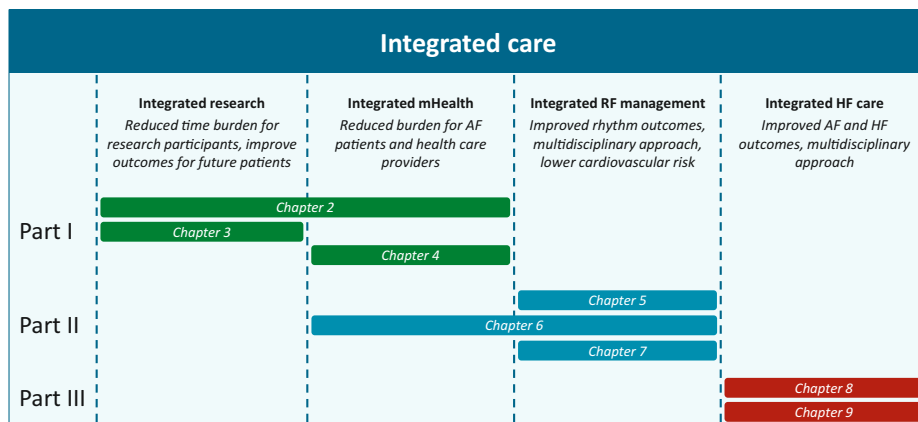 Integrated care
Integrated research
Reduced time burden for
research participants, improve
outcomes for future patients
Integrated mHealth
Reduced burden for AF
patients and health care
providers
Integrated RF management
Improved rhythm outcomes,
multidisciplinary approach,
lower cardiovascular risk
Integrated HF care
Improved AF and HF
outcomes, multidisciplinary
approach
Part I
Chapter 2
Chapter 3
Chapter 4
Part II
Chapter 5
Chapter 6
Chapter 7
Part III
Chapter 8
Chapter 9